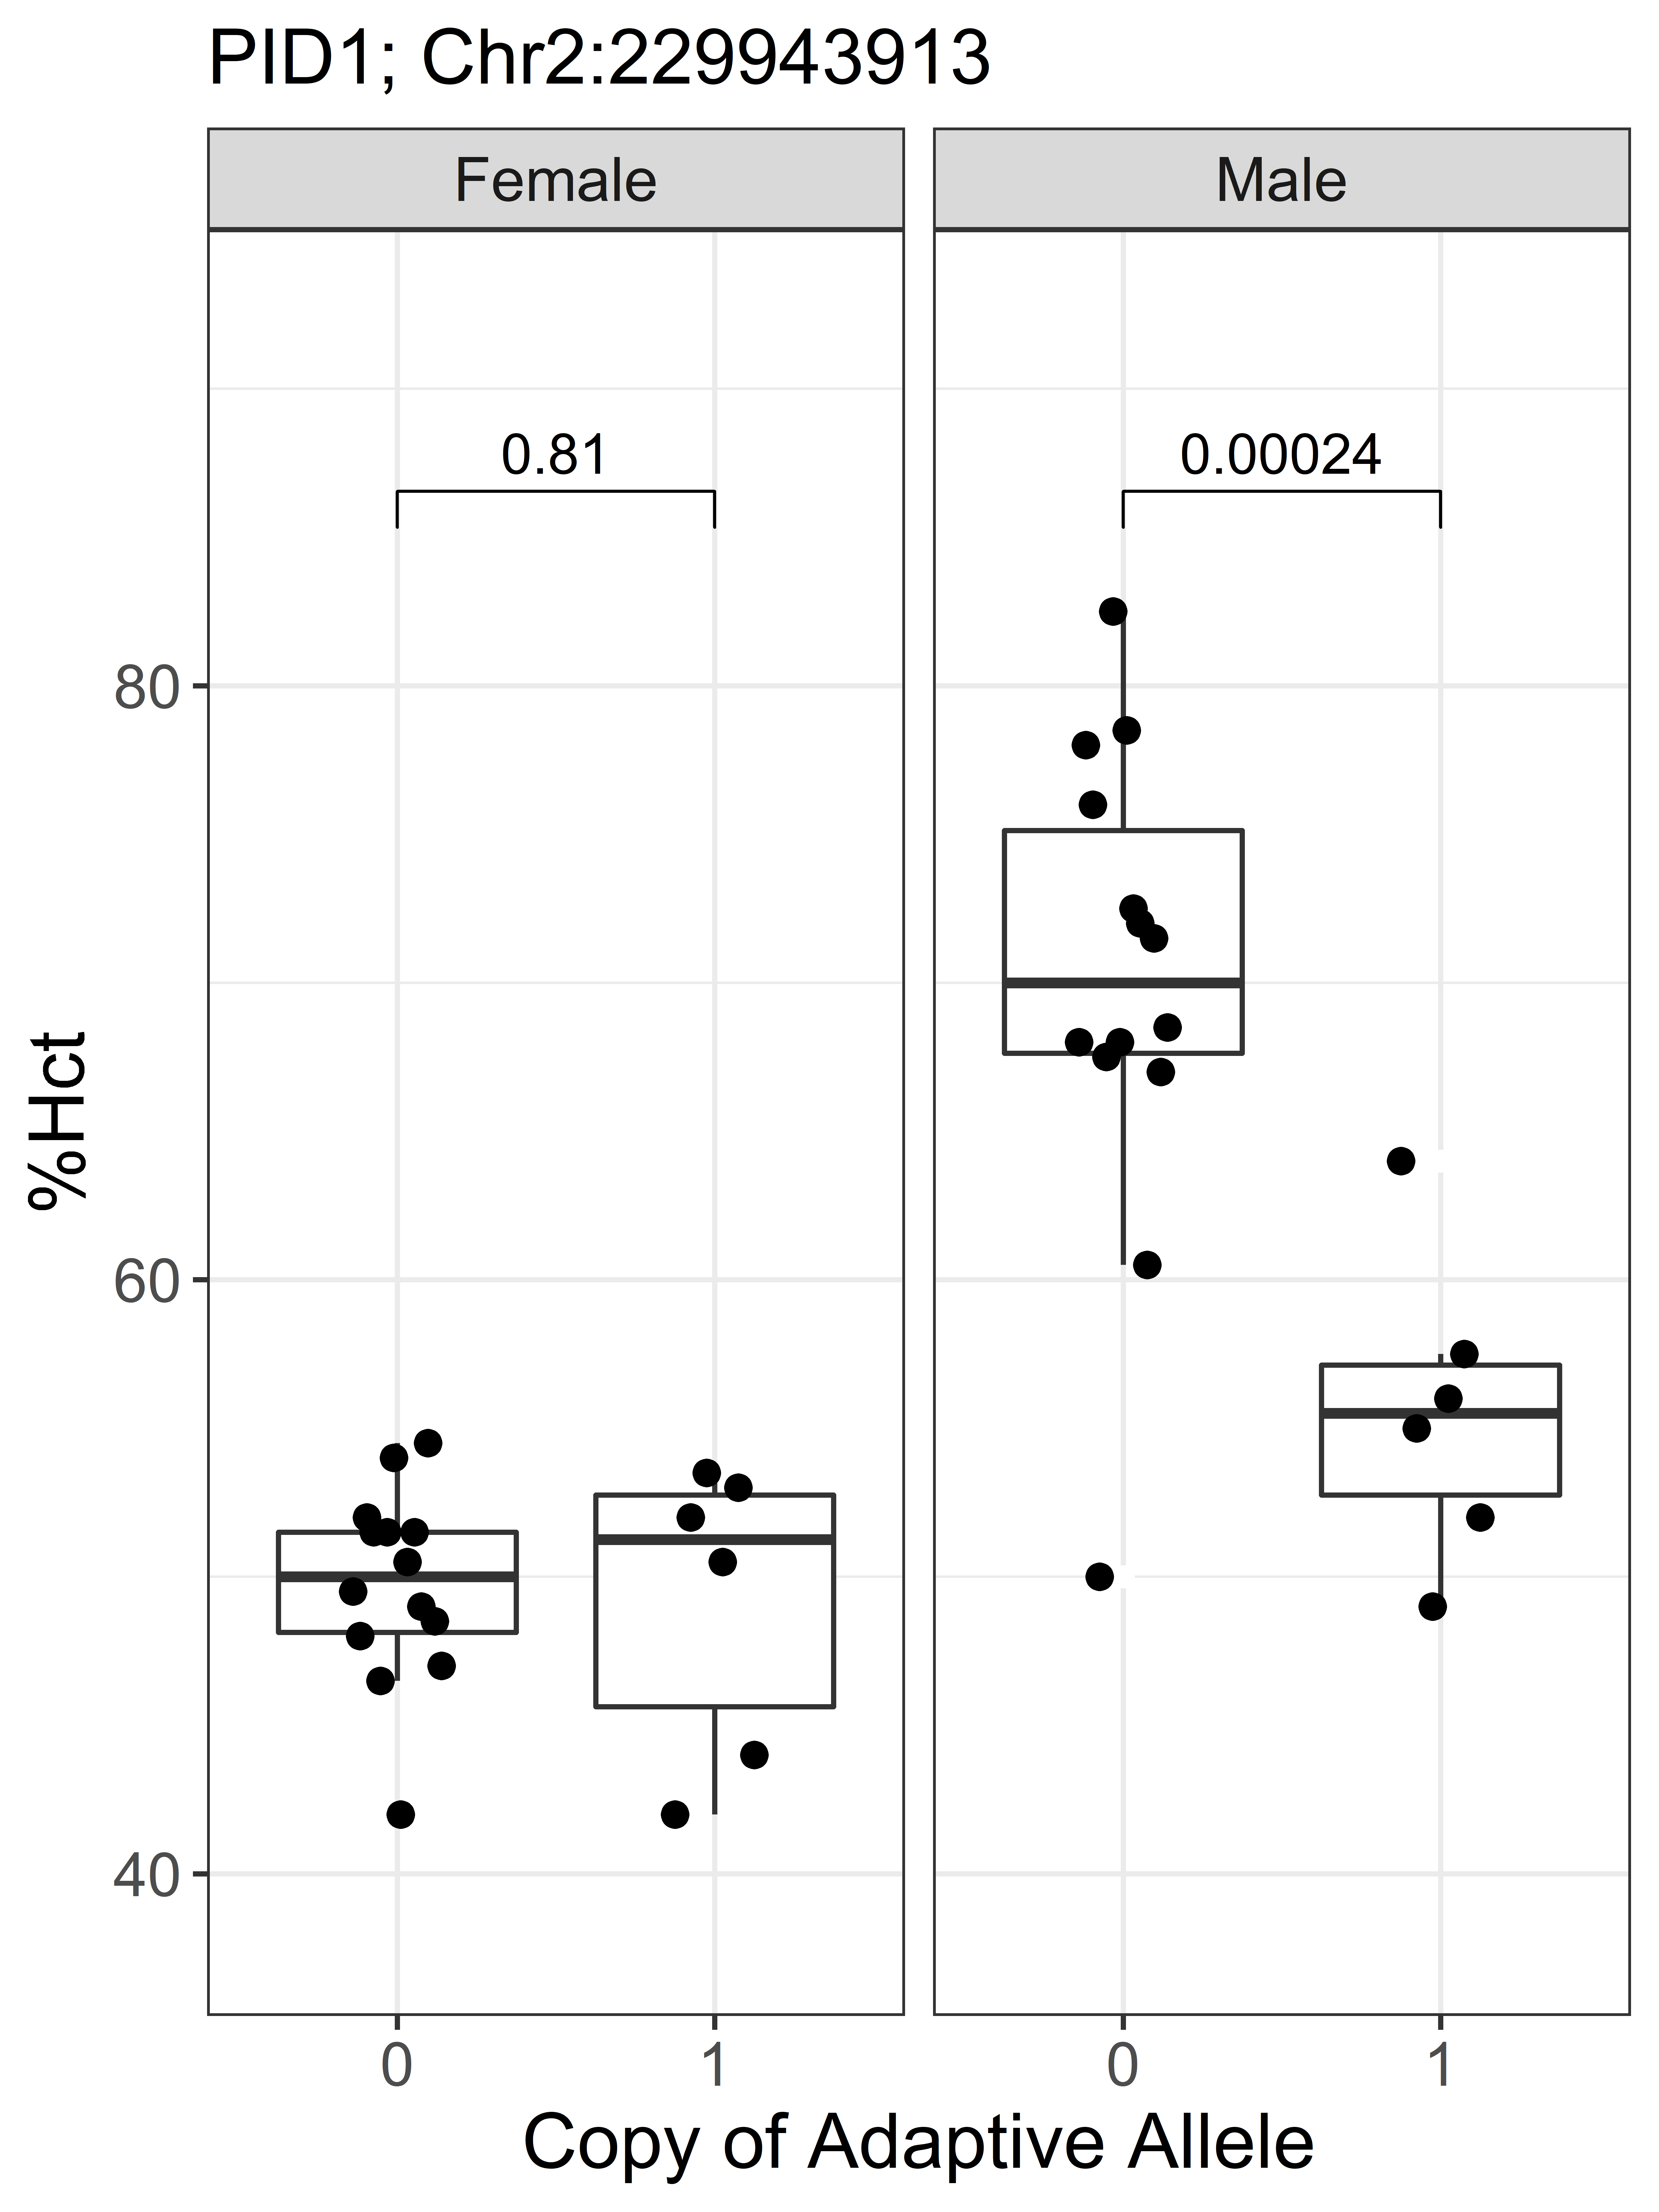 PID1; Chr2:229943913
Female
Male
0.81
0.00024
80
60
40
%Hct
0
1
0
1
Copy of Adaptive Allele